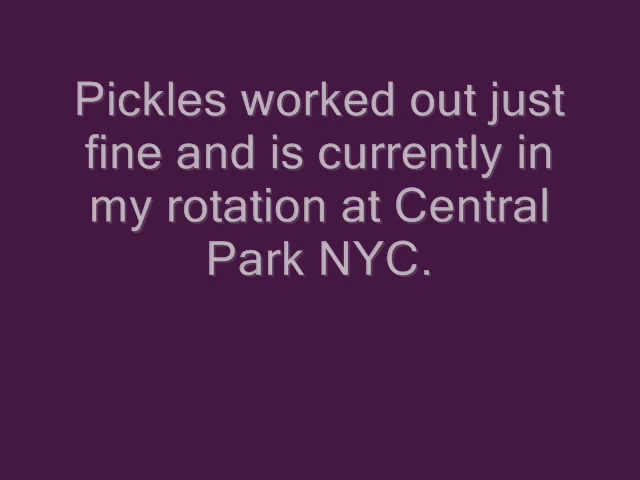 Pickles worked out just
fine and is currently in
my rotation at Central
Park NYC.